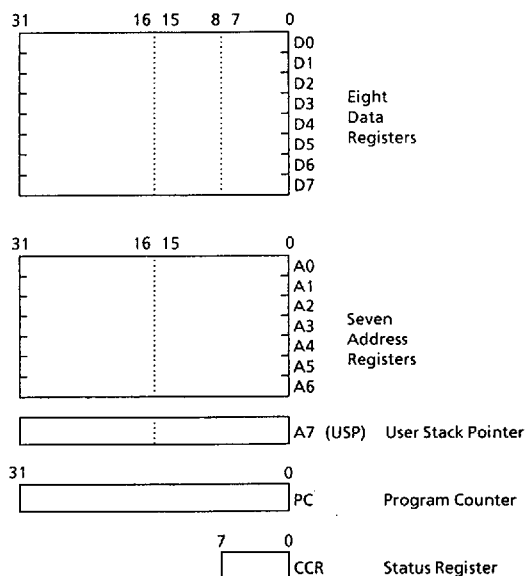 31 16 15 8 7 0
D0
D1
D2
D3
D4
D5
D6
D7
Eight
Data
Registers
31 16 15 0
A0
A1
A2
A3
A4
A5
A6
Seven
Address
Registers
A7 (USP) User Stack Pointer
31 0
PC Program Counter
7 0
CCR Status Register